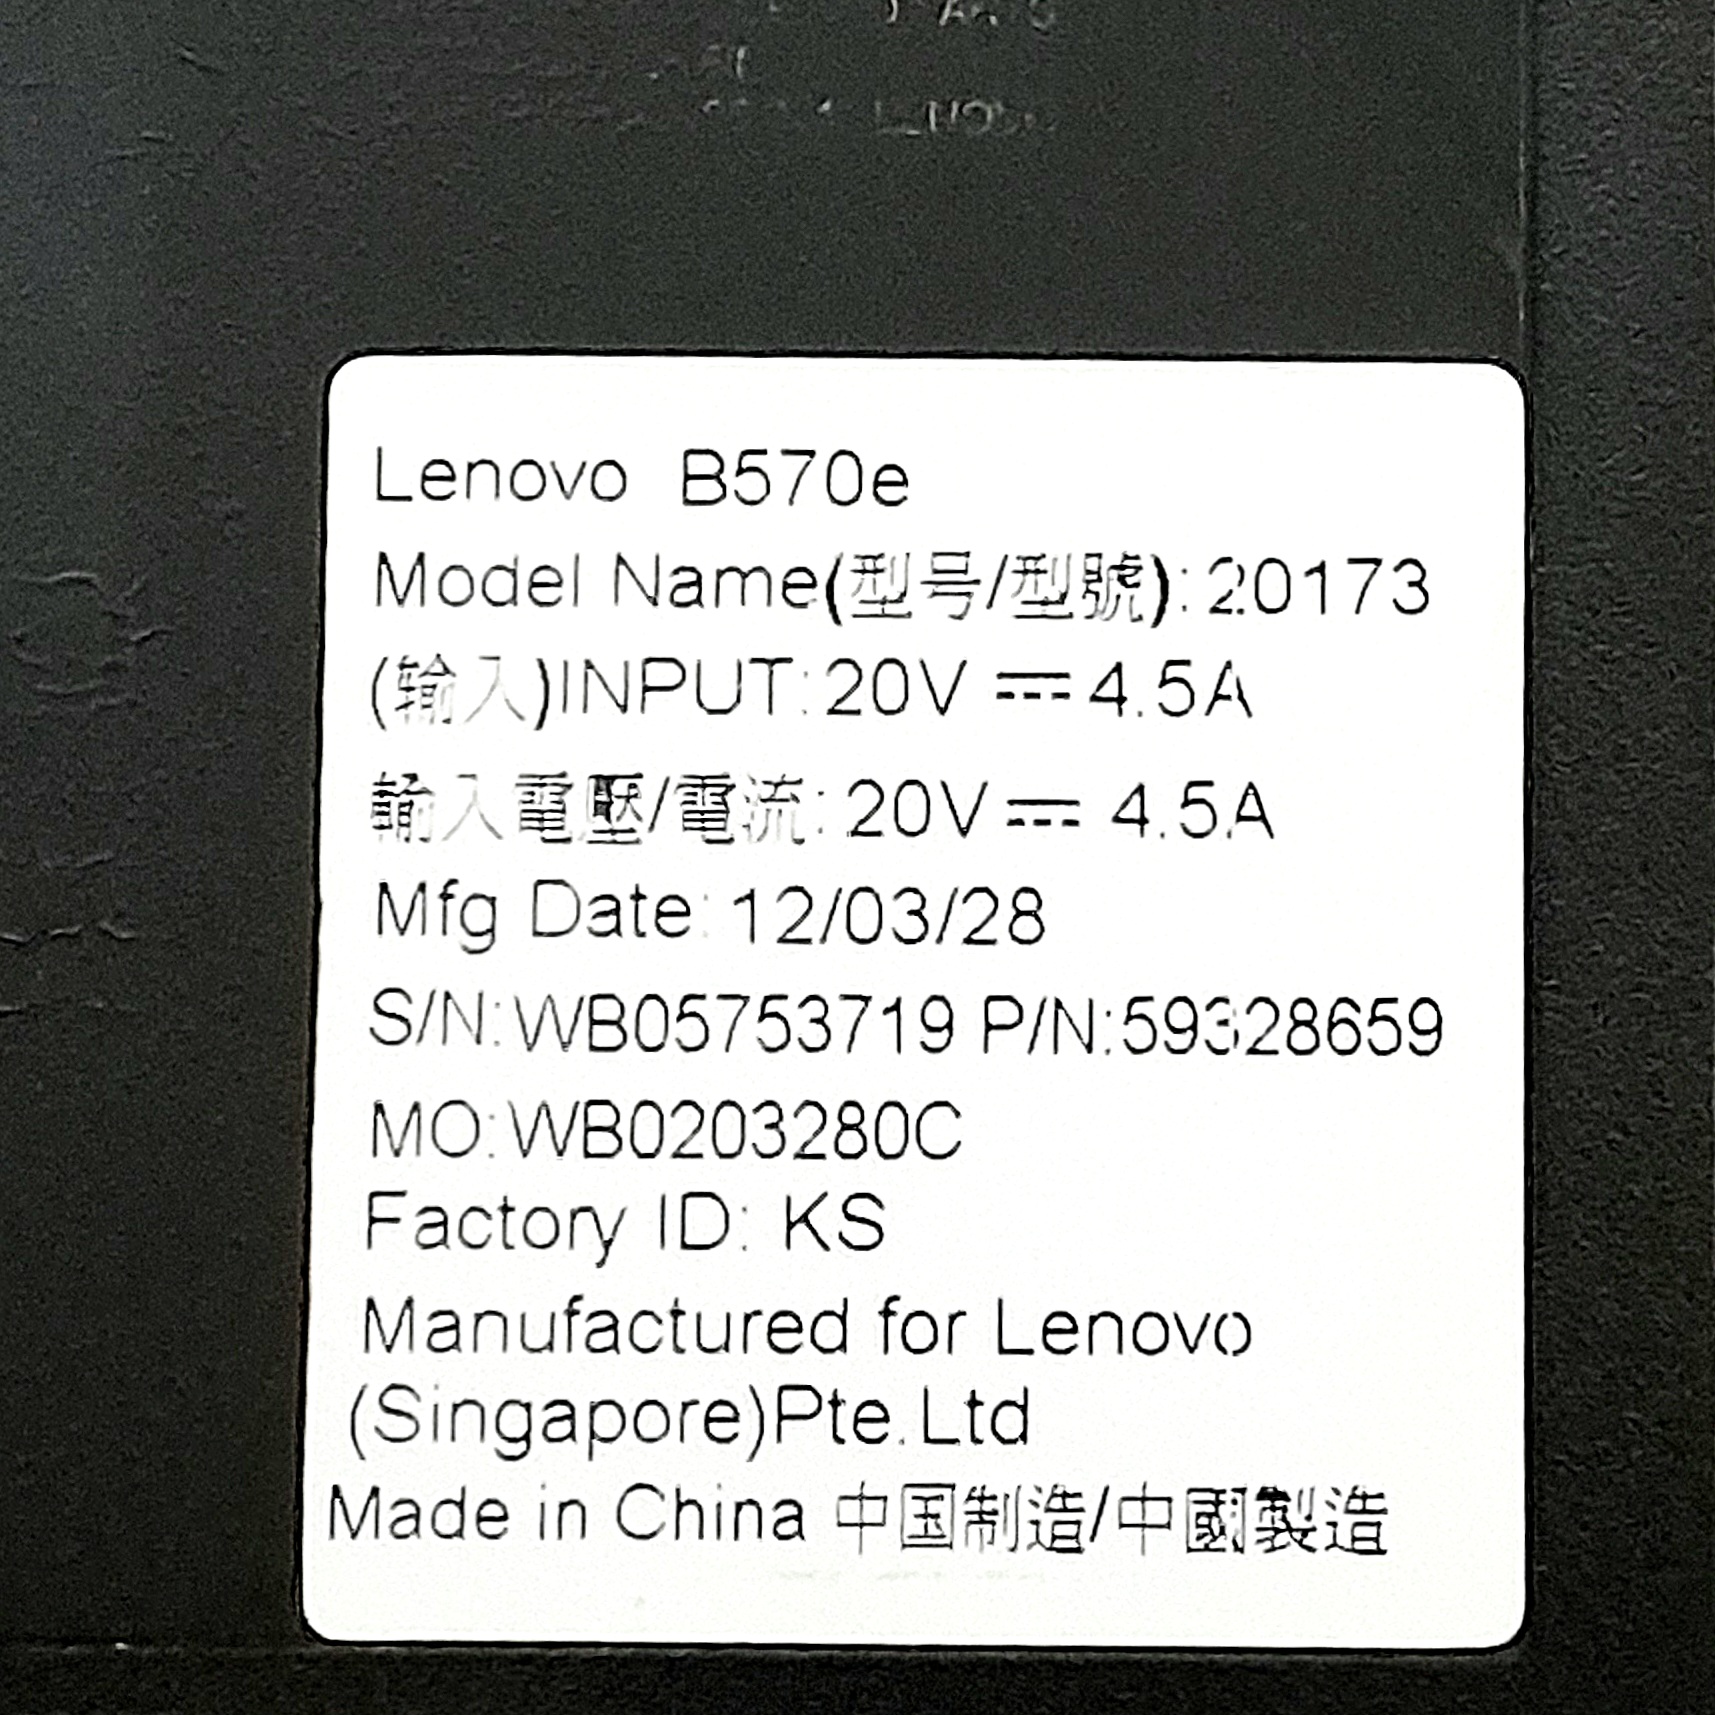 Lenovo B570e
Model Name(型号/型號):20173
(输入)INPUT:20V ⎓ 4.5A
輸入電壓/電流: 20V ⎓ 4.5A
Mfg Date: 12/03/28
S/N:WB05753719 P/N:59328659
MO:WB0203280C
Factory ID: KS
Manufactured for Lenovo
(Singapore)Pte.Ltd
Made in China 中国制造/中國製造